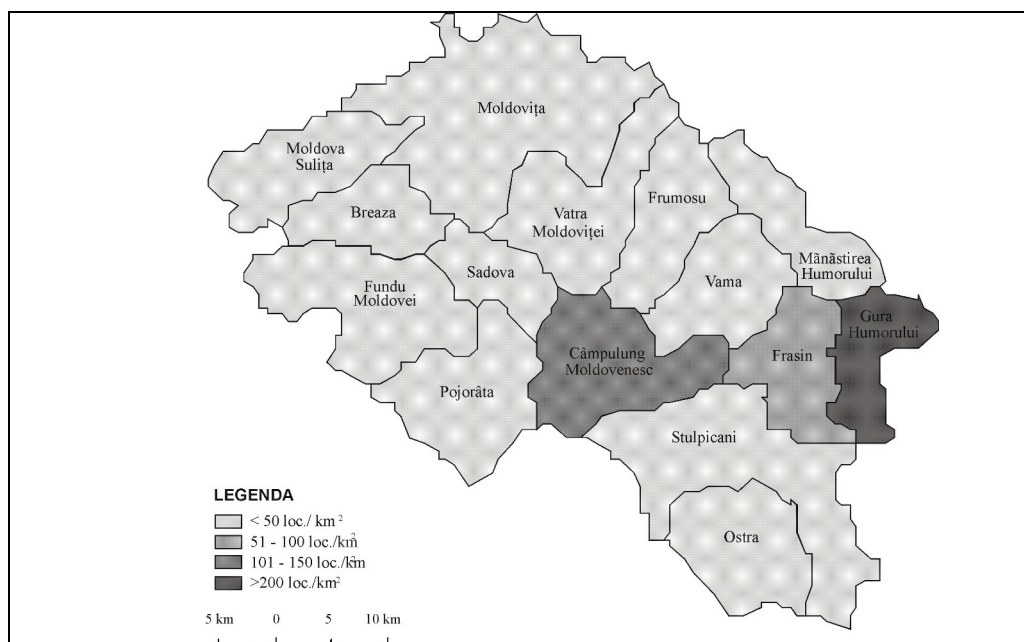 Moldovița
Moldova
Sulița
Breaza
Vatra
Moldoviței
Frumosu
Sadova
Fundu
Moldovei
Vama
Mănăstirea
Humorului
Gura
Humorului
Câmpulung
Moldovenesc
Frasin
Pojorâta
Stulpicani
Ostra
LEGENDA
< 50 loc./ km²
51 - 100 loc./km²
101 - 150 loc./km²
>200 loc./km²
5 km 0 5 10 km